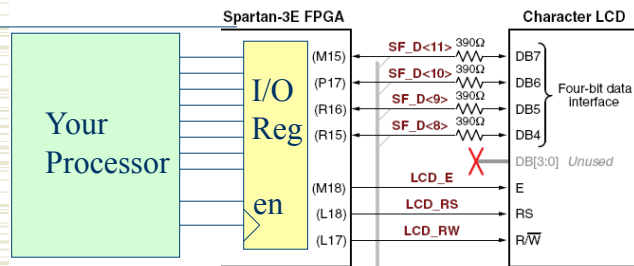 Spartan-3E FPGA
Character LCD
Your
Processor
I/O
Reg
en
(M15)
SF_D<11>
390Ω
DB7
(P17)
SF_D<10>
390Ω
DB6
(R16)
SF_D<9>
390Ω
DB5
(R15)
SF_D<8>
390Ω
DB4
Four-bit data
interface
DB[3:0] Unused
(M18)
LCD_E
E
(L18)
LCD_RS
RS
(L17)
LCD_RW
R/W̅